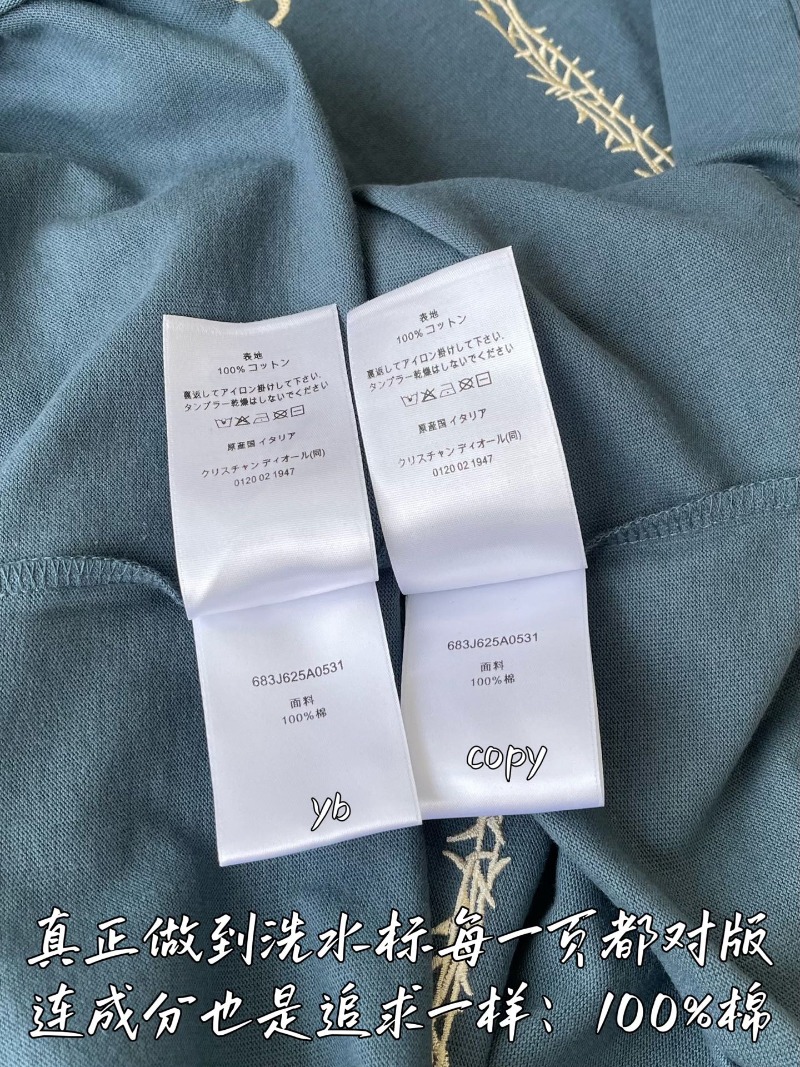 表地
100% コットン
裏返してアイロン掛けして下さい.
タンブラー乾燥はしないでください
原産国 イタリア
クリスチャン ディオール(同)
0120 02 1947
683J625A0531
面料
100%棉
yb
表地
100% コットン
裏返してアイロン掛けして下さい.
タンブラー乾燥はしないでください
原産国 イタリア
クリスチャン ディオール(同)
0120 02 1947
683J625A0531
面料
100%棉
copy
真正做到洗水标每一页都对版
连成分也是追求一样：100%棉